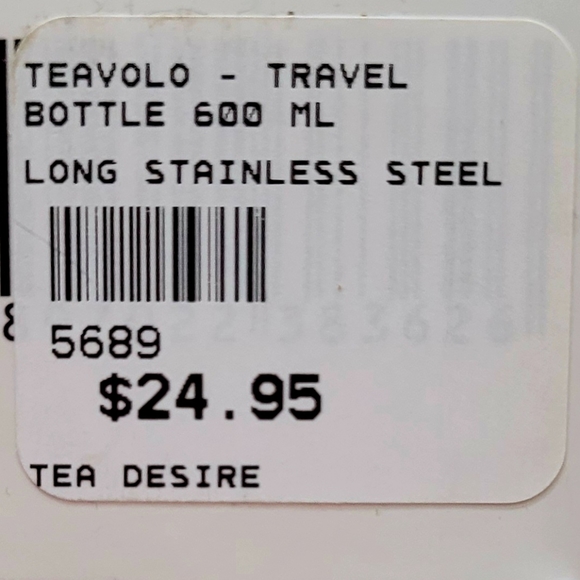 TEAVOLO - TRAVEL
BOTTLE 600 ML
LONG STAINLESS STEEL
5689
$24.95
TEA DESIRE